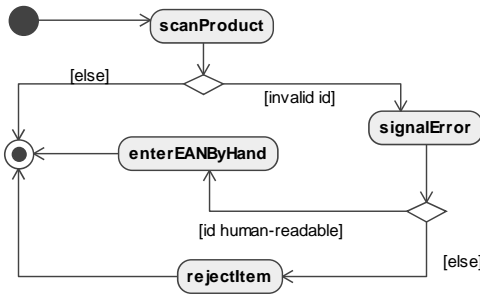 scanProduct
[else]
[invalid id]
signalError
enterEANByHand
[id human-readable]
[else]
rejectItem